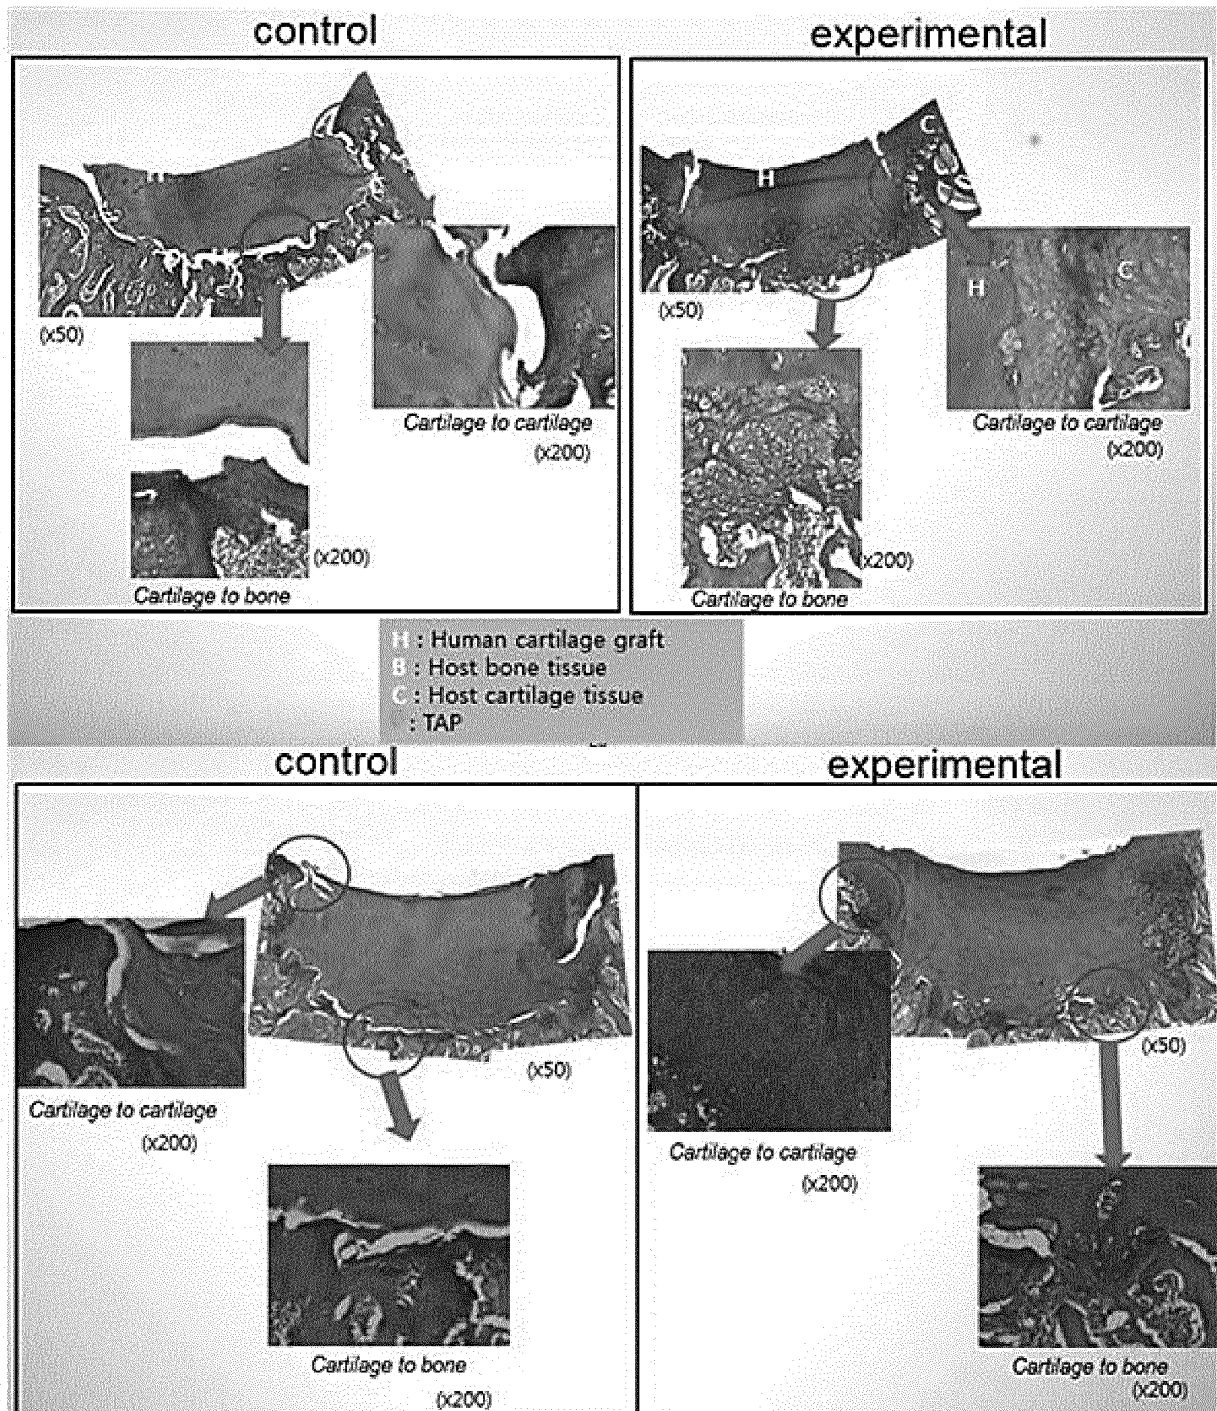 control
experimental
H
C
H
(x50)
H
C
(x50)
Cartilage to cartilage
(x200)
Cartilage to cartilage
(x200)
(x200)
Cartilage to bone
(x200)
Cartilage to bone
H : Human cartilage graft
B : Host bone tissue
C : Host cartilage tissue
: TAP
control
experimental
(x50)
(x50)
Cartilage to cartilage
(x200)
Cartilage to cartilage
(x200)
Cartilage to bone
(x200)
Cartilage to bone
(x200)